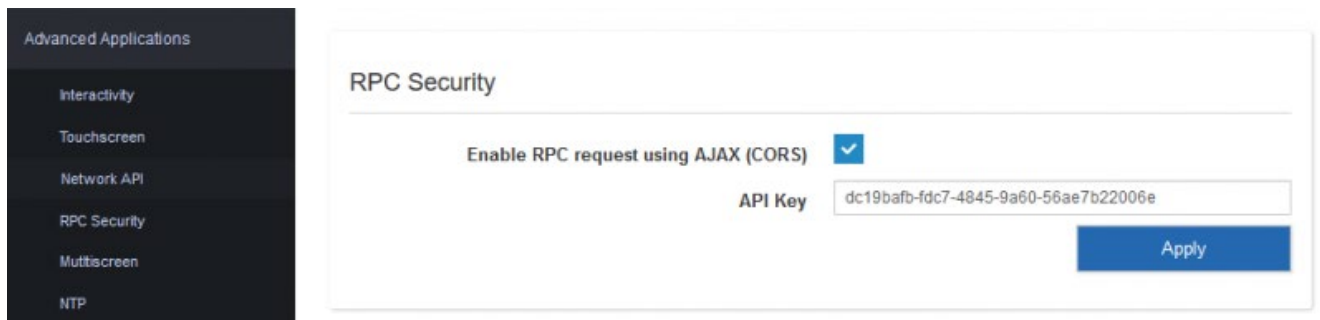 Advanced Applications
Interactivity
Touchscreen
Network API
RPC Security
Multtiscreen
NTP
RPC Security
Enable RPC request using AJAX (CORS)
API Key dc19bafb-fdc7-4845-9a60-56ae7b22006e
Apply